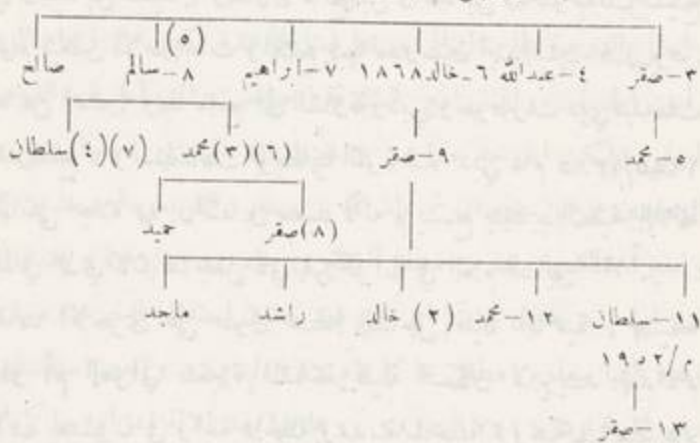 (٥)
٣-صقر ٤-عبدالله ٦-خالد ١٨٦٨ ٧-ابراهيم ٨-سالم صالح
٥-محمد ٩-صقر (٦)(٣) محمد (٧)(٤) سلطان
(٨) صقر حميد
١١-سلطان ١٢-محمد (٢) خالد راشد ماجد
١٣-صقر